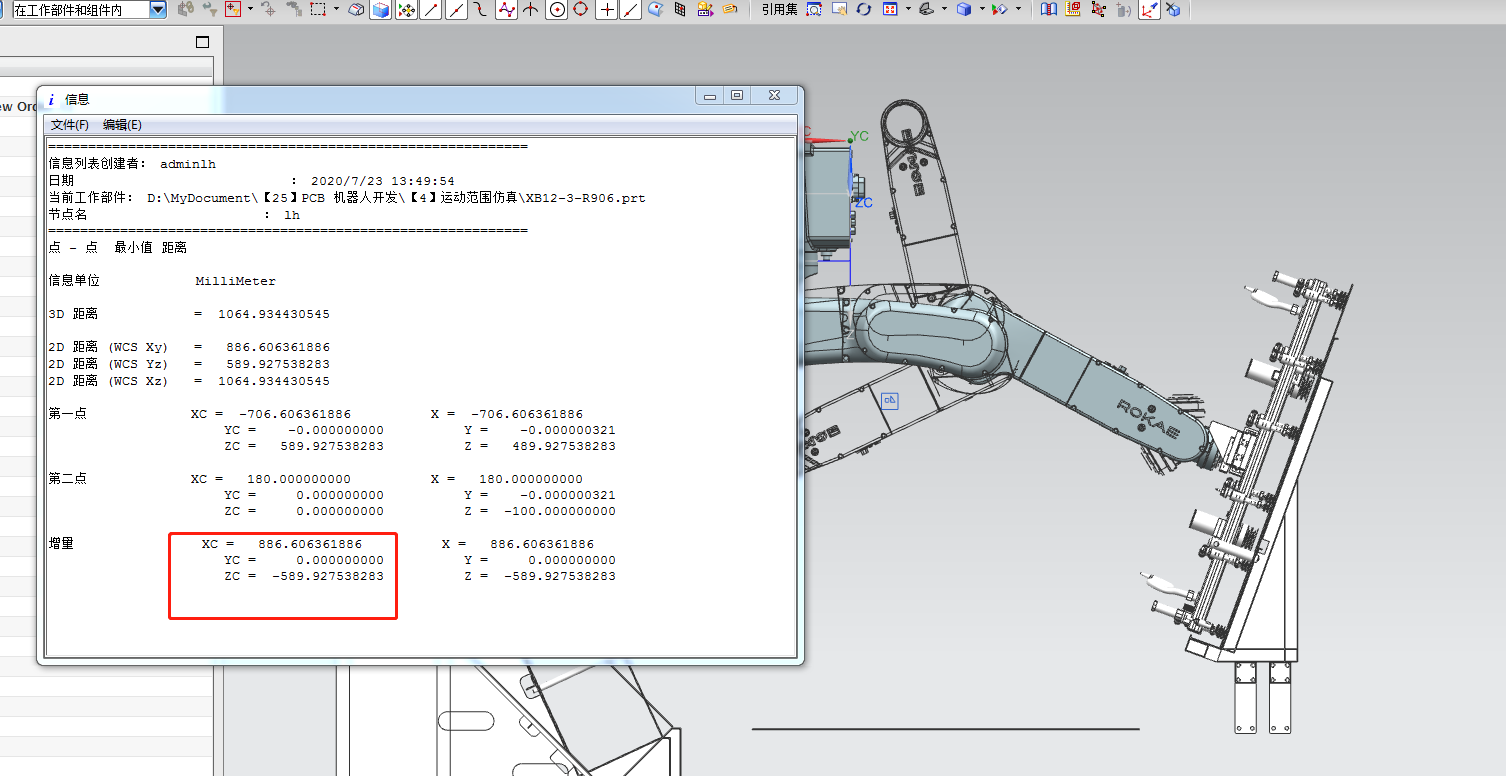 在工作部件和组件内
引用集
信息
文件(F) 编辑(E)
============================================================
信息列表创建者: adminlh
日期 : 2020/7/23 13:49:54
当前工作部件: D:\MyDocument\【25】PCB 机器人开发\【4】运动范围仿真\XB12-3-R906.prt
节点名 : lh
============================================================
点 - 点 最小值 距离
信息单位 MilliMeter
3D 距离 = 1064.934430545
2D 距离 (WCS Xy) = 886.606361886
2D 距离 (WCS Yz) = 589.927538283
2D 距离 (WCS Xz) = 1064.934430545
第一点 XC = -706.606361886 X = -706.606361886
YC = -0.000000000 Y = -0.000000321
ZC = 589.927538283 Z = 489.927538283
第二点 XC = 180.000000000 X = 180.000000000
YC = 0.000000000 Y = -0.000000321
ZC = 0.000000000 Z = -100.000000000
增量 XC = 886.606361886 X = 886.606361886
YC = 0.000000000 Y = 0.000000000
ZC = -589.927538283 Z = -589.927538283
YC
ZC
ROKAE